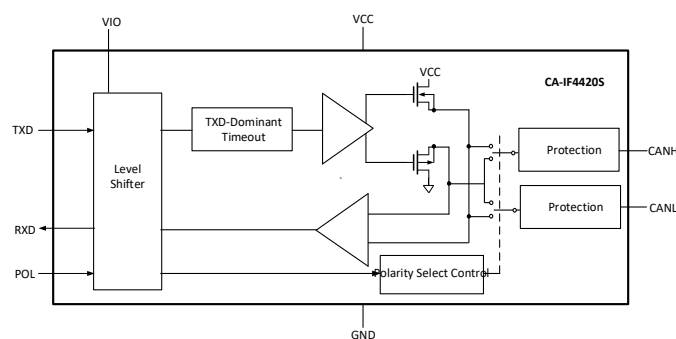 VIO
VCC
VCC
CA-IF4420S
TXD
TXD-Dominant
Timeout
Level
Shifter
Protection
CANH
Protection
CANL
RXD
POL
Polarity Select Control
GND